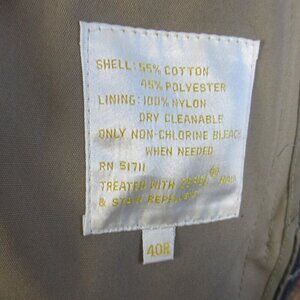 SHELL: 55% COTTON
45% POLYESTER
LINING: 100% NYLON
DRY CLEANABLE
ONLY NON-CHLORINE BLEACH
WHEN NEEDED
RN 51711
TREATED WITH
& STAIN REPELLENT
40R